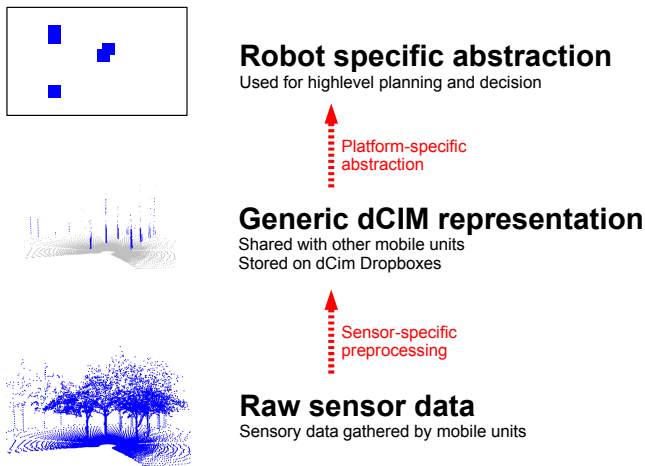 Robot specific abstraction
Used for highlevel planning and decision
Platform-specific
abstraction
Generic dCIM representation
Shared with other mobile units
Stored on dCim Dropboxes
Sensor-specific
preprocessing
Raw sensor data
Sensory data gathered by mobile units